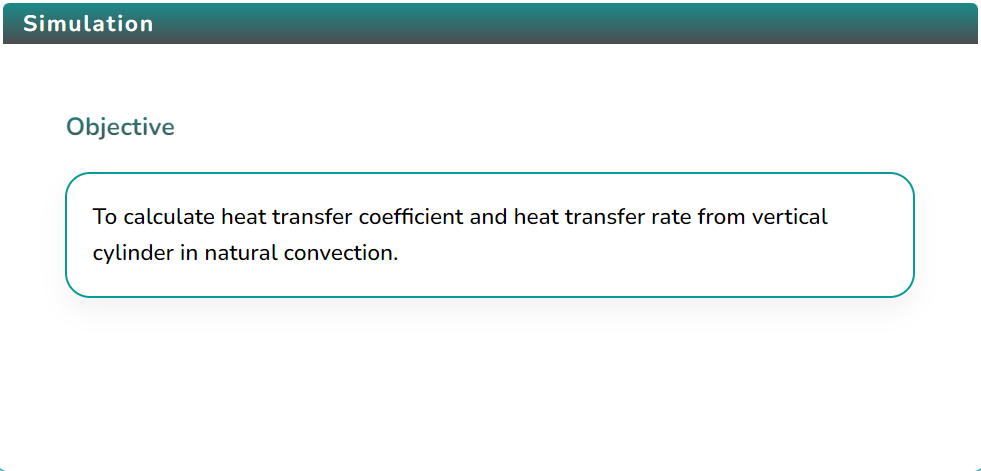 Simulation
Objective
To calculate heat transfer coefficient and heat transfer rate from vertical
cylinder in natural convection.